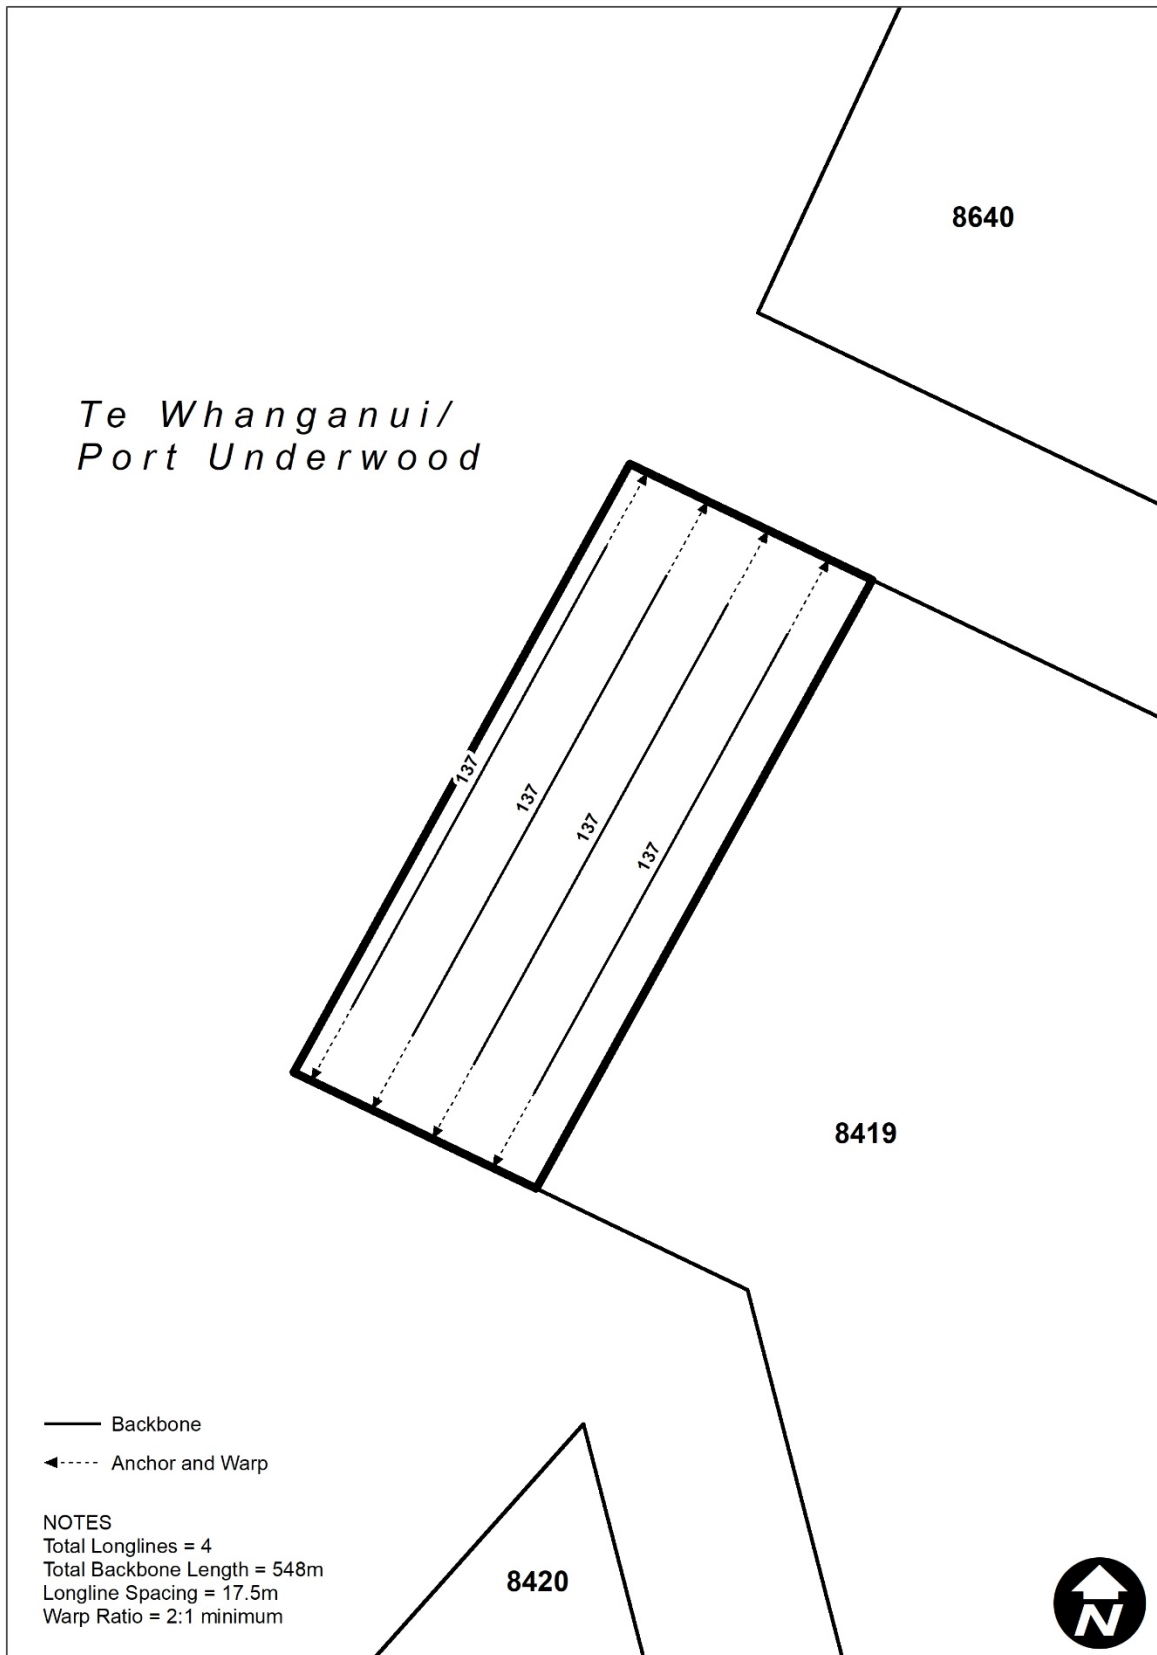 8640
Te Whanganui/
Port Underwood
137
137
137
137
8419
Backbone
Anchor and Warp
NOTES
Total Longlines = 4
Total Backbone Length = 548m
Longline Spacing = 17.5m
Warp Ratio = 2:1 minimum
8420
N